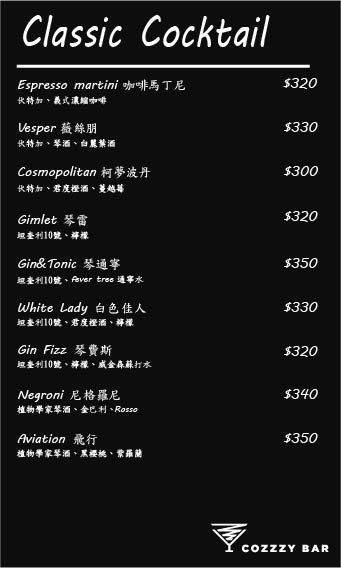 Classic Cocktail
Espresso martini 咖啡馬丁尼 $320
伏特加、義式濃縮咖啡
Vesper 薇絲朋 $330
伏特加、琴酒、白麗葉酒
Cosmopolitan 柯夢波丹 $300
伏特加、君度橙酒、蔓越莓
Gimlet 琴蕾 $320
坦奎利10號、檸檬
Gin&Tonic 琴通寧 $350
坦奎利10號、fever tree 通寧水
White Lady 白色佳人 $330
坦奎利10號、君度橙酒、檸檬
Gin Fizz 琴費斯 $320
坦奎利10號、檸檬、威金森蘇打水
Negroni 尼格羅尼 $340
植物學家琴酒、金巴利、Rosso
Aviation 飛行 $350
植物學家琴酒、黑櫻桃、紫羅蘭
COZZZY BAR